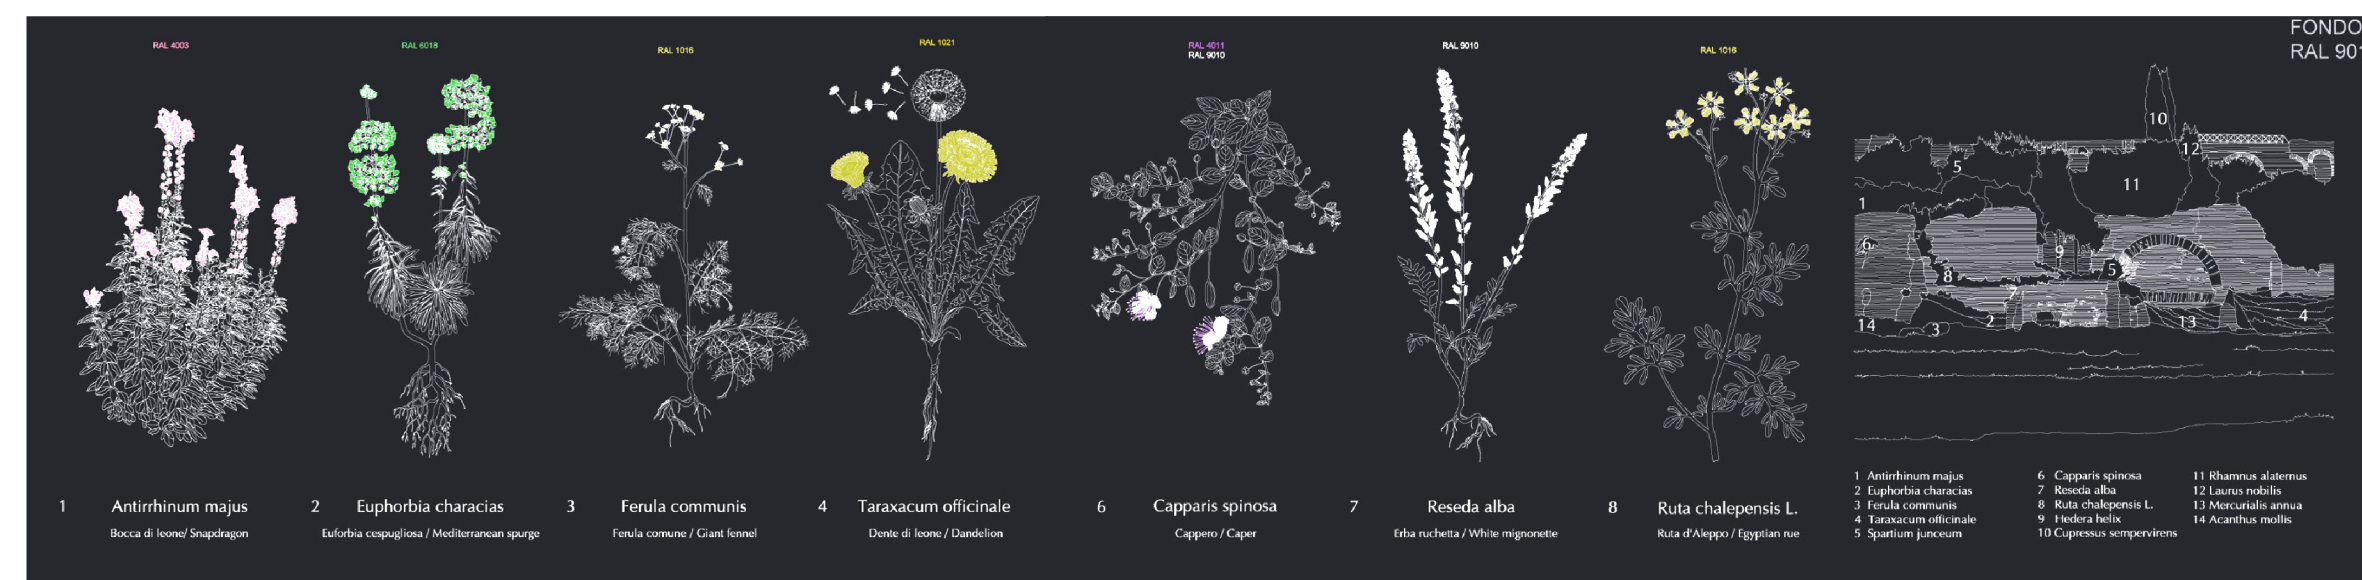 RAL 4003
RAL 6018
RAL 1016
RAL 1021
RAL 4011
RAL 9010
RAL 9010
RAL 1016
FONDO
RAL 901
1 Antirrhinum majus
Bocca di leone/ Snapdragon
2 Euphorbia characias
Euforbia cespugliosa / Mediterranean spurge
3 Ferula communis
Ferula comune / Giant fennel
4 Taraxacum officinale
Dente di leone / Dandelion
6 Capparis spinosa
Cappero / Caper
7 Reseda alba
Erba ruchetta / White mignonette
8 Ruta chalepensis L.
Ruta d'Aleppo / Egyptian rue
10
12
5
11
1
6
9
5
8
7
14
3
2
13
4
1 Antirrhinum majus
2 Euphorbia characias
3 Ferula communis
4 Taraxacum officinale
5 Spartium junceum
6 Capparis spinosa
7 Reseda alba
8 Ruta chalepensis L.
9 Hedera helix
10 Cupressus sempervirens
11 Rhamnus alaternus
12 Laurus nobilis
13 Mercurialis annua
14 Acanthus mollis